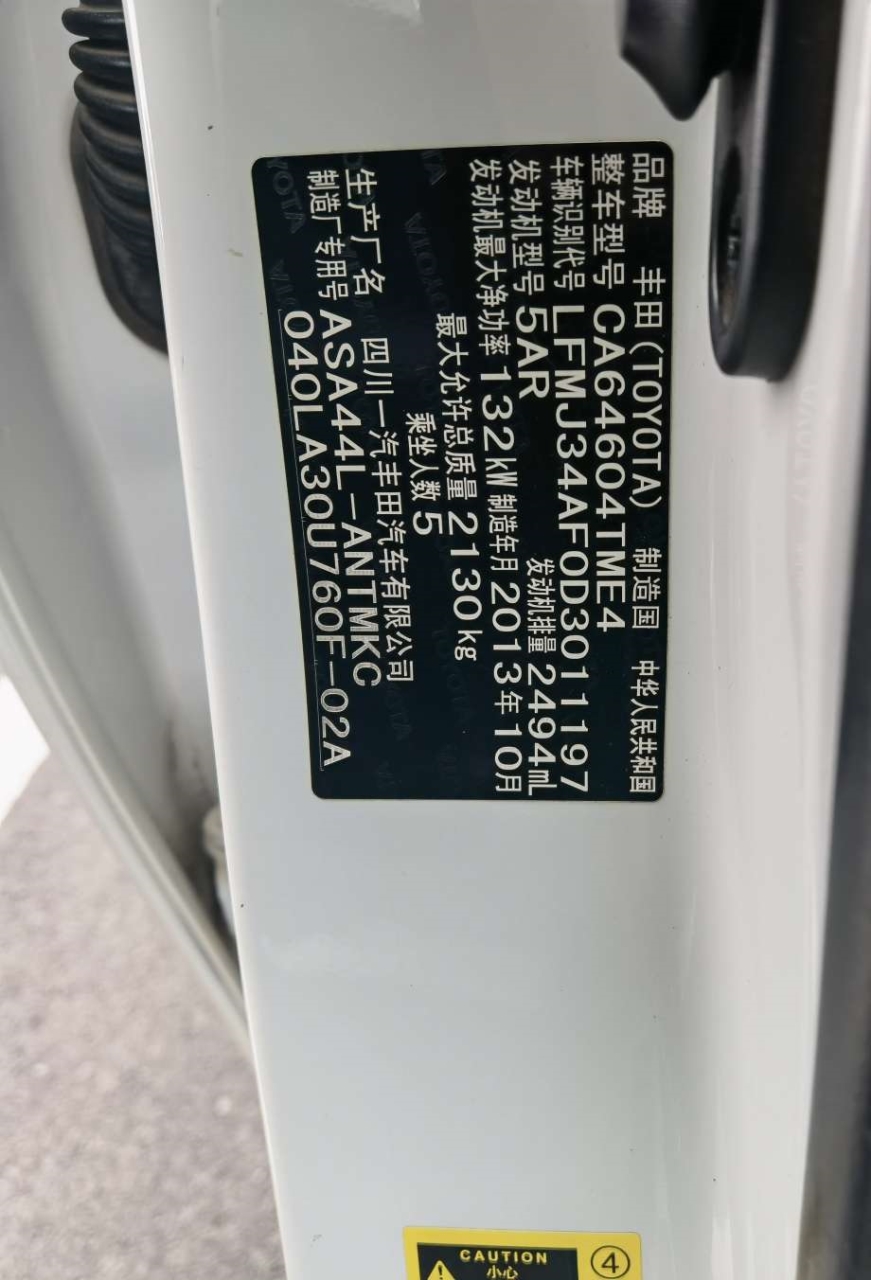 品牌 丰田(TOYOTA) 制造国 中华人民共和国
整车型号 CA64604TME4
车辆识别代号 LFMJ34AF0D3011197
发动机型号 5AR 发动机排量 2494mL
发动机最大净功率 132kW 制造年月 2013年10月
最大允许总质量 2130kg
乘坐人数 5
生产厂名 四川一汽丰田汽车有限公司
制造厂专用号 ASA44L-ANTMKC
040LA30U760F-02A
CAUTION
小心
4